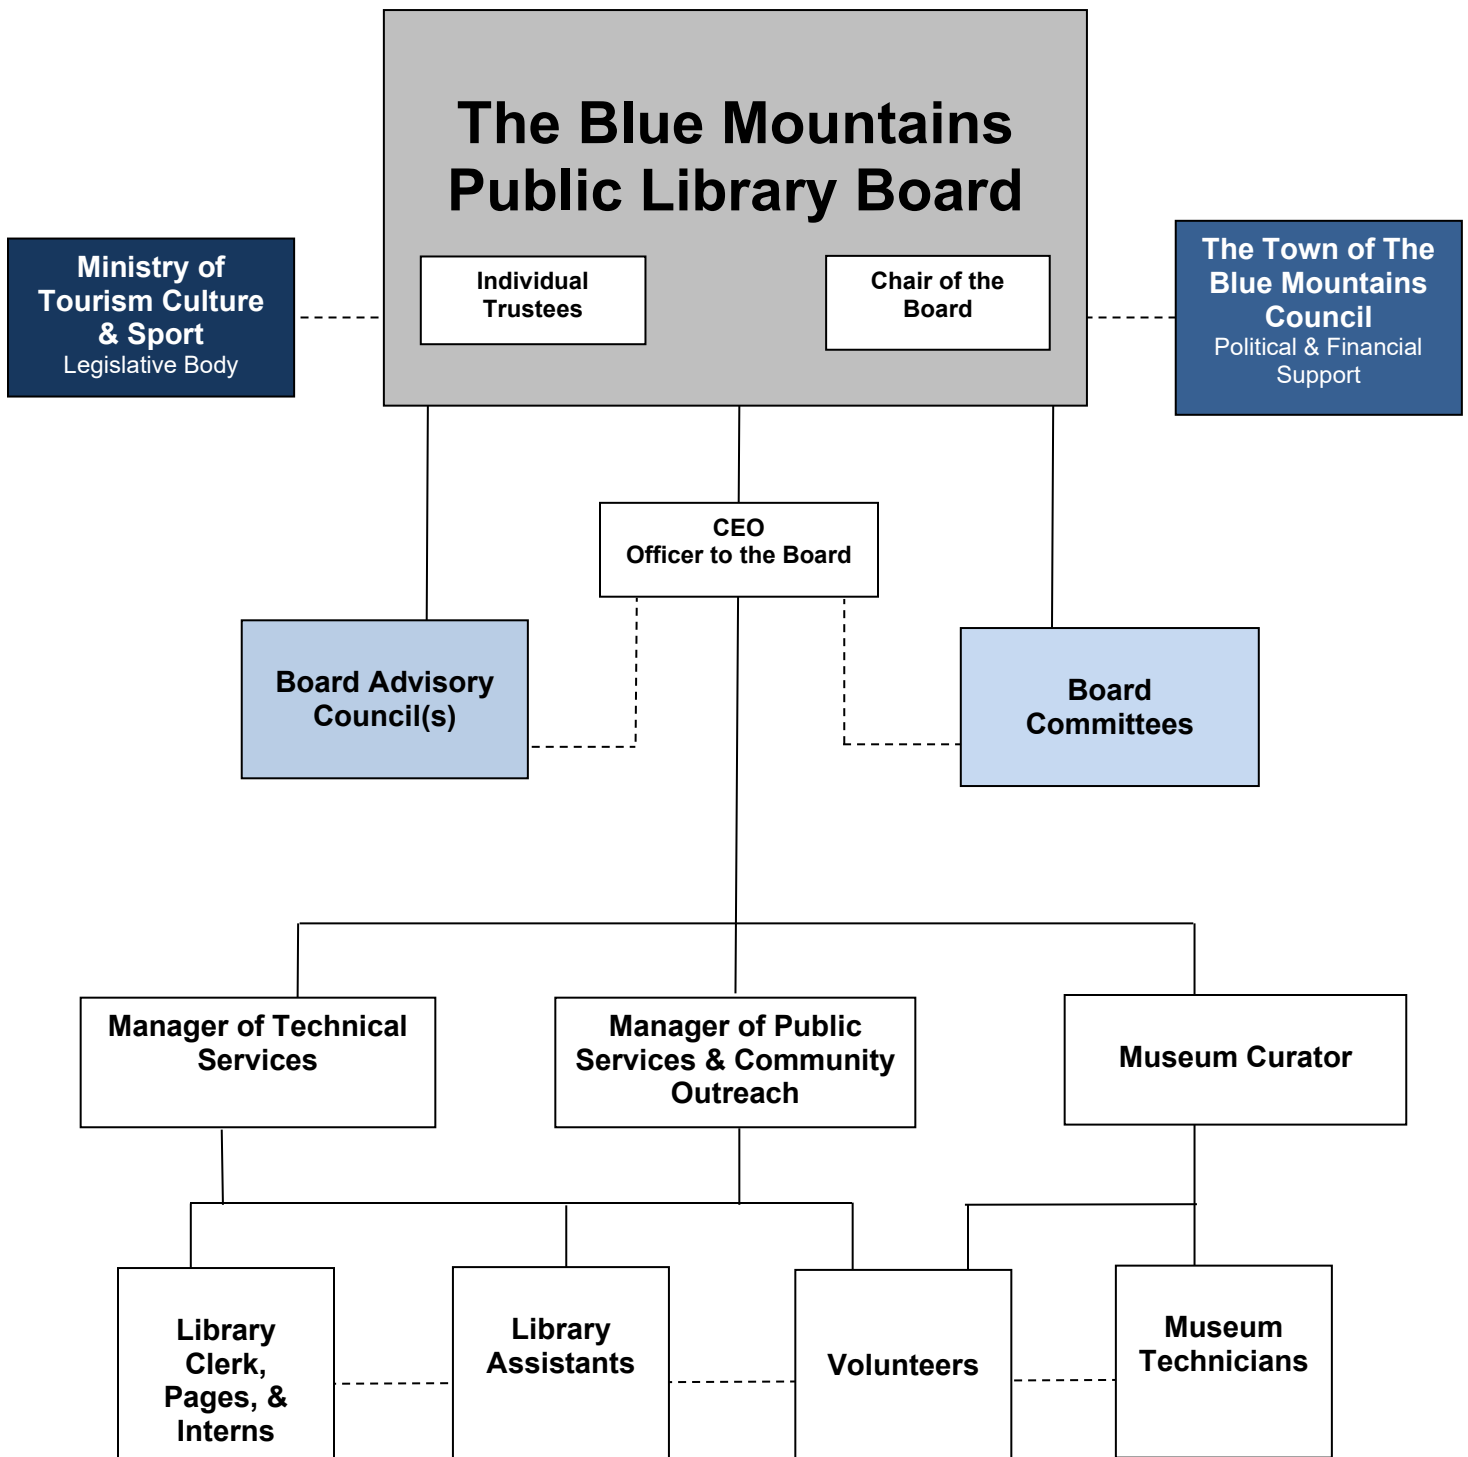 The Blue Mountains
Public Library Board
Ministry of
Tourism Culture
& Sport
Legislative Body
Individual
Trustees
Chair of the
Board
The Town of The
Blue Mountains
Council
Political & Financial
Support
CEO
Officer to the Board
Board Advisory
Council(s)
Board
Committees
Manager of Technical
Services
Manager of Public
Services & Community
Outreach
Museum Curator
Library
Clerk,
Pages, &
Interns
Library
Assistants
Volunteers
Museum
Technicians